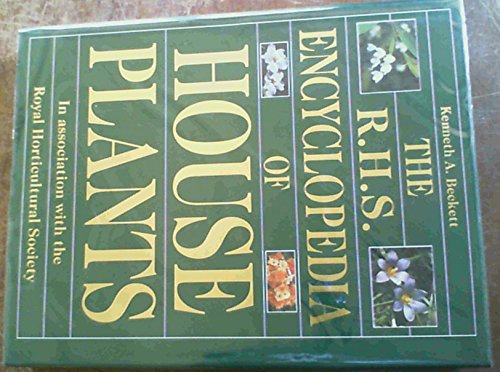 Kenneth A. Beckett
THE
R.H.S.
ENCYCLOPEDIA
OF
HOUSE
PLANTS
In association with the
Royal Horticultural Society